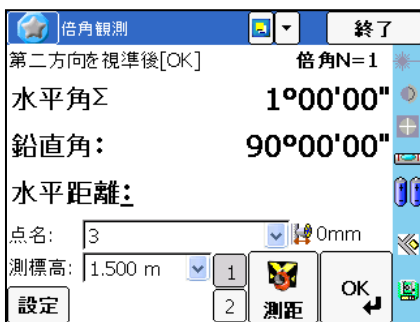 倍角観測 終了
第二方向を視準後[OK] 倍角N=1
水平角Σ 1°00'00"
鉛直角: 90°00'00"
水平距離:
点名: 3 0mm
測標高: 1.500 m 1
設定 2 測距 OK